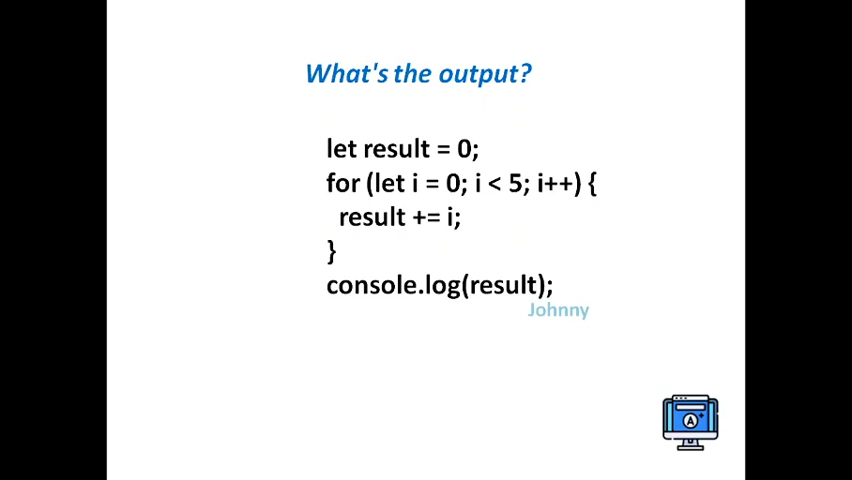 What's the output?
let result = 0;
for (let i = 0; i < 5; i++) {
result += i;
}
console.log(result);
Johnny
A+